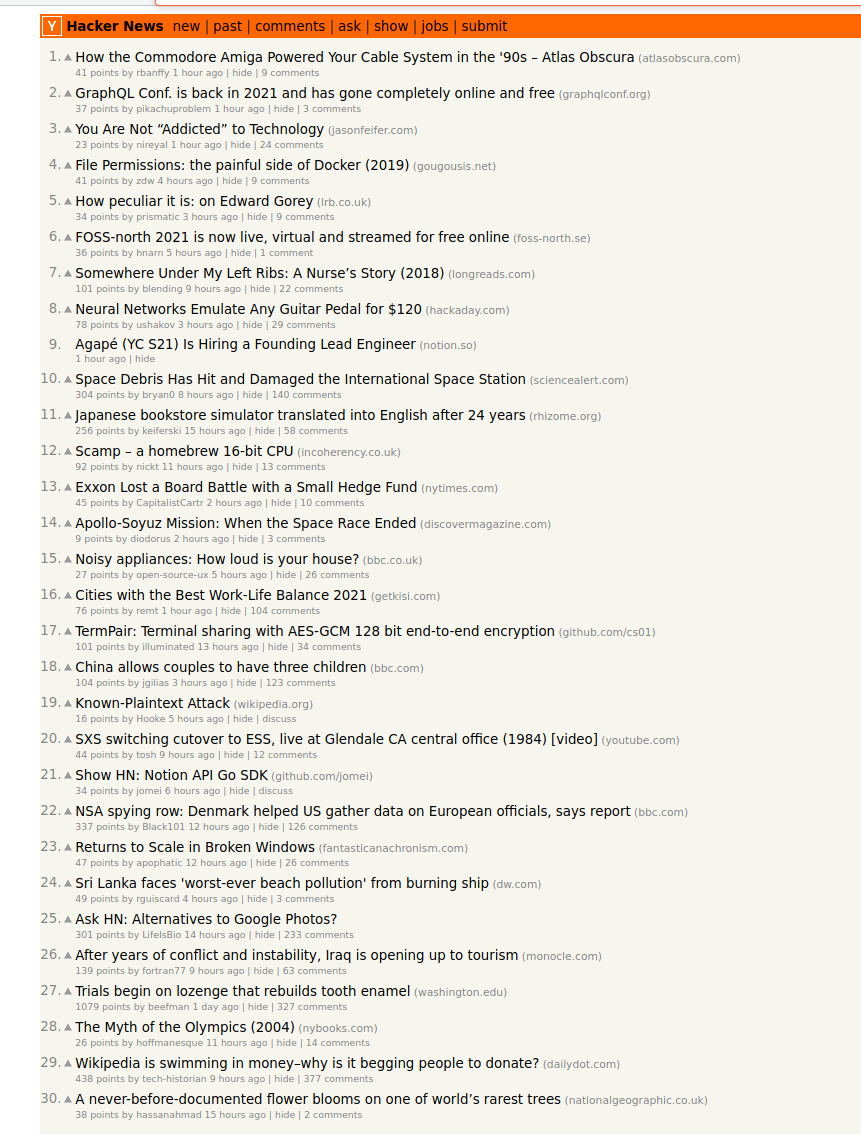 Y Hacker News new | past | comments | ask | show | jobs | submit
1. ▲ How the Commodore Amiga Powered Your Cable System in the '90s – Atlas Obscura (atlasobscura.com)
41 points by rbanffy 1 hour ago | hide | 9 comments
2. ▲ GraphQL Conf. is back in 2021 and has gone completely online and free (graphqlconf.org)
37 points by pikachuproblem 1 hour ago | hide | 3 comments
3. ▲ You Are Not “Addicted” to Technology (jasonfeifer.com)
23 points by nireyal 1 hour ago | hide | 24 comments
4. ▲ File Permissions: the painful side of Docker (2019) (gougousis.net)
41 points by zdw 4 hours ago | hide | 9 comments
5. ▲ How peculiar it is: on Edward Gorey (lrb.co.uk)
34 points by prismatic 3 hours ago | hide | 9 comments
6. ▲ FOSS-north 2021 is now live, virtual and streamed for free online (foss-north.se)
36 points by hnarn 5 hours ago | hide | 1 comment
7. ▲ Somewhere Under My Left Ribs: A Nurse’s Story (2018) (longreads.com)
101 points by blending 9 hours ago | hide | 22 comments
8. ▲ Neural Networks Emulate Any Guitar Pedal for $120 (hackaday.com)
78 points by ushakov 3 hours ago | hide | 29 comments
9. Agapé (YC S21) Is Hiring a Founding Lead Engineer (notion.so)
1 hour ago | hide
10. ▲ Space Debris Has Hit and Damaged the International Space Station (sciencealert.com)
304 points by bryan0 8 hours ago | hide | 140 comments
11. ▲ Japanese bookstore simulator translated into English after 24 years (rhizome.org)
256 points by keiferski 15 hours ago | hide | 58 comments
12. ▲ Scamp – a homebrew 16-bit CPU (incoherency.co.uk)
92 points by nickt 11 hours ago | hide | 13 comments
13. ▲ Exxon Lost a Board Battle with a Small Hedge Fund (nytimes.com)
45 points by CapitalistCartr 2 hours ago | hide | 10 comments
14. ▲ Apollo-Soyuz Mission: When the Space Race Ended (discovermagazine.com)
9 points by diodorus 2 hours ago | hide | 3 comments
15. ▲ Noisy appliances: How loud is your house? (bbc.co.uk)
27 points by open-source-ux 5 hours ago | hide | 26 comments
16. ▲ Cities with the Best Work-Life Balance 2021 (getkisi.com)
76 points by remt 1 hour ago | hide | 104 comments
17. ▲ TermPair: Terminal sharing with AES-GCM 128 bit end-to-end encryption (github.com/cs01)
101 points by illuminated 13 hours ago | hide | 34 comments
18. ▲ China allows couples to have three children (bbc.com)
104 points by jgilias 3 hours ago | hide | 123 comments
19. ▲ Known-Plaintext Attack (wikipedia.org)
16 points by Hooke 5 hours ago | hide | discuss
20. ▲ SXS switching cutover to ESS, live at Glendale CA central office (1984) [video] (youtube.com)
44 points by tosh 9 hours ago | hide | 12 comments
21. ▲ Show HN: Notion API Go SDK (github.com/jomei)
34 points by jomei 6 hours ago | hide | discuss
22. ▲ NSA spying row: Denmark helped US gather data on European officials, says report (bbc.com)
337 points by Black101 12 hours ago | hide | 126 comments
23. ▲ Returns to Scale in Broken Windows (fantasticanachronism.com)
47 points by apophatic 12 hours ago | hide | 26 comments
24. ▲ Sri Lanka faces 'worst-ever beach pollution' from burning ship (dw.com)
49 points by rguiscard 4 hours ago | hide | 3 comments
25. ▲ Ask HN: Alternatives to Google Photos?
301 points by LifeIsBio 14 hours ago | hide | 233 comments
26. ▲ After years of conflict and instability, Iraq is opening up to tourism (monocle.com)
139 points by fortran77 9 hours ago | hide | 63 comments
27. ▲ Trials begin on lozenge that rebuilds tooth enamel (washington.edu)
1079 points by beefman 1 day ago | hide | 327 comments
28. ▲ The Myth of the Olympics (2004) (nybooks.com)
26 points by hoffmanesque 11 hours ago | hide | 14 comments
29. ▲ Wikipedia is swimming in money–why is it begging people to donate? (dailydot.com)
438 points by tech-historian 9 hours ago | hide | 377 comments
30. ▲ A never-before-documented flower blooms on one of world’s rarest trees (nationalgeographic.co.uk)
38 points by hassanahmad 15 hours ago | hide | 2 comments